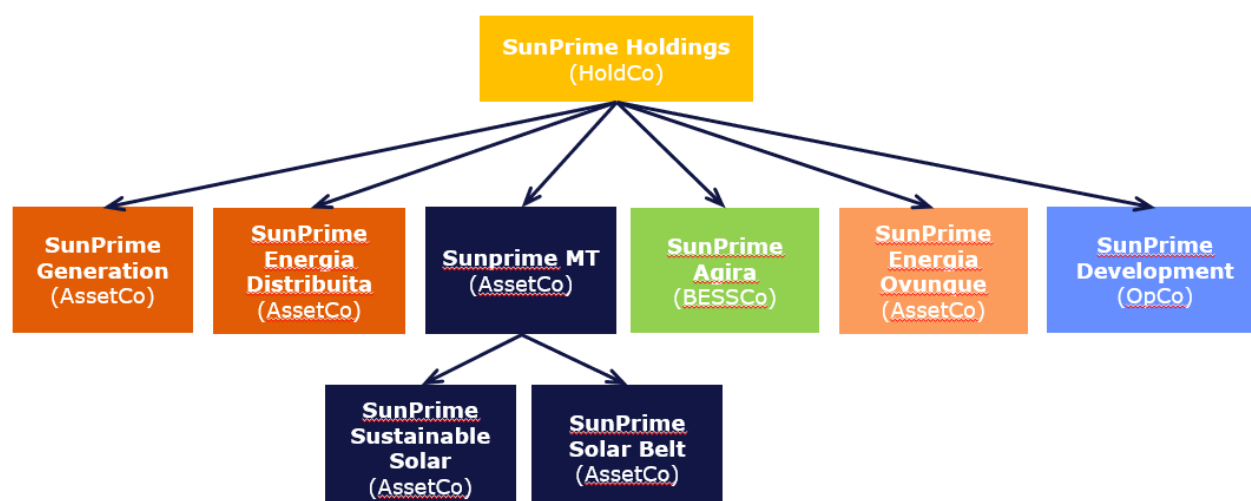 SunPrime Holdings
(HoldCo)
SunPrime
Generation
(AssetCo)
SunPrime
Energia
Distribuita
(AssetCo)
Sunprime MT
(AssetCo)
SunPrime
Agira
(BESSCo)
SunPrime
Energia
Ovunque
(AssetCo)
SunPrime
Development
(OpCo)
SunPrime
Sustainable
Solar
(AssetCo)
SunPrime
Solar Belt
(AssetCo)